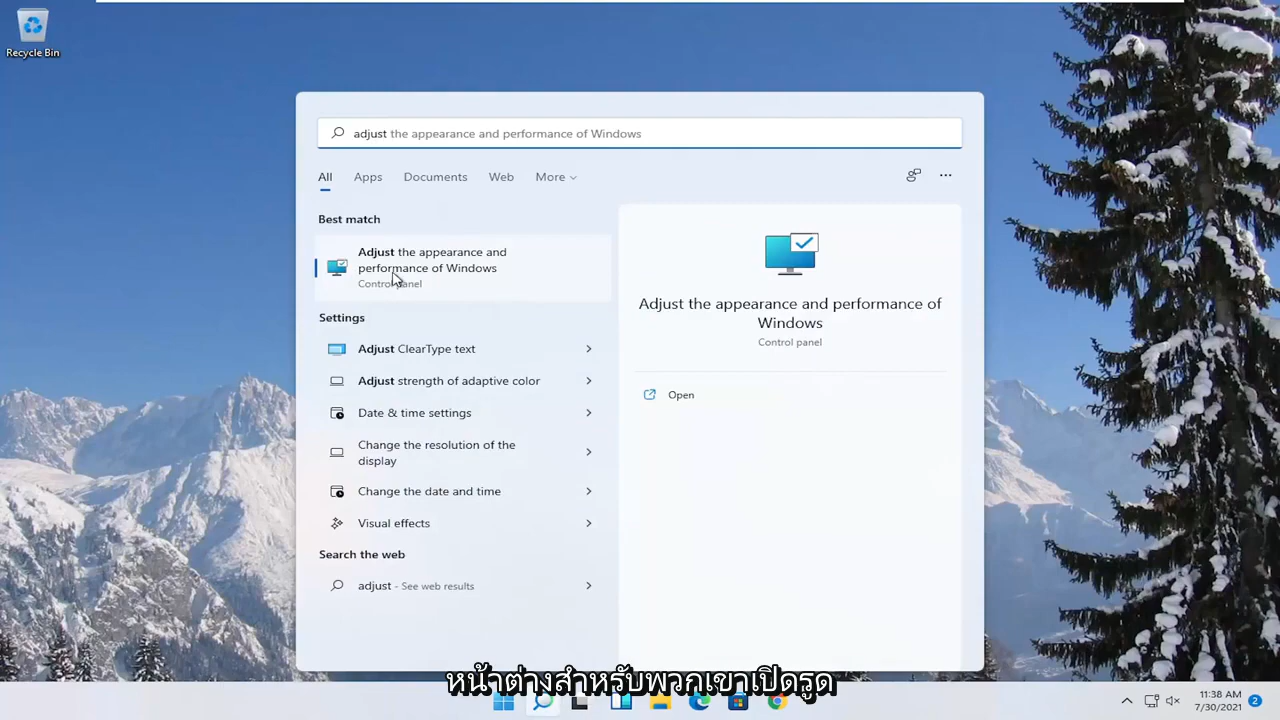 Recycle Bin
adjust the appearance and performance of Windows
All Apps Documents Web More
Best match
Adjust the appearance and
performance of Windows
Control panel
Settings
Adjust ClearType text
Adjust strength of adaptive color
Date & time settings
Change the resolution of the
display
Change the date and time
Visual effects
Search the web
adjust - See web results
Adjust the appearance and performance of
Windows
Control panel
Open
หน้าต่างสำหรับพวกเขาเปิดรูด
11:38 AM
7/30/2021
2